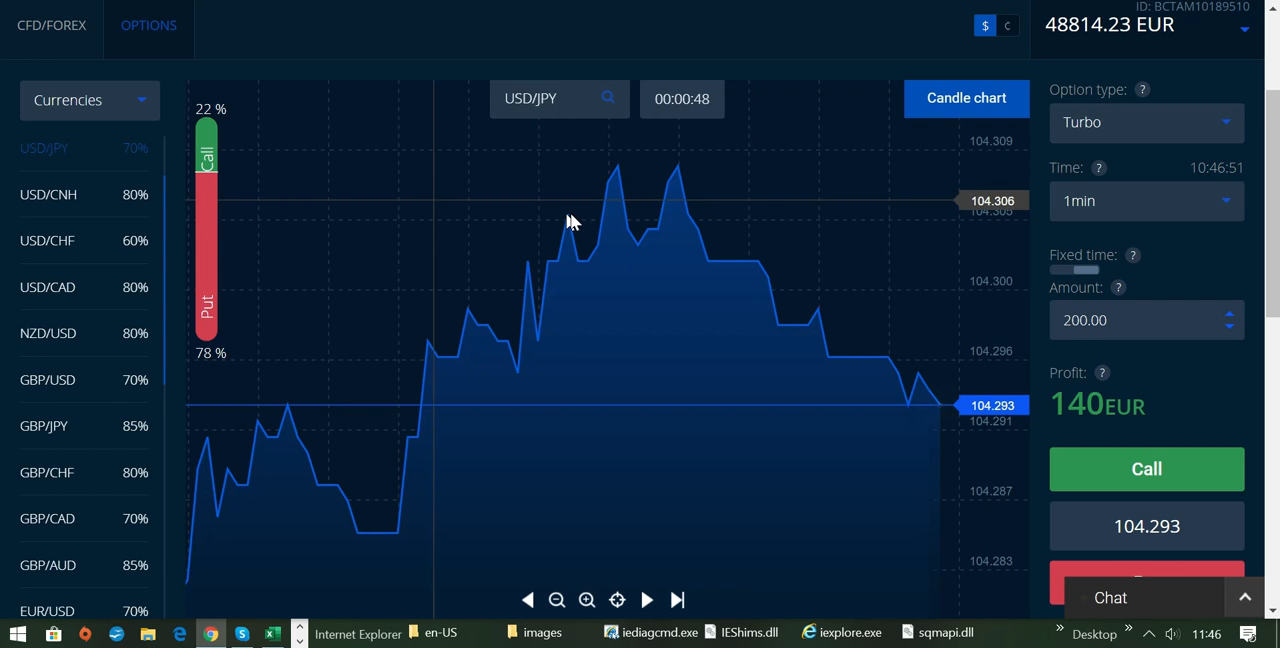 CFD/FOREX
OPTIONS
$
¢
ID: BCTAM10189510
48814.23 EUR
Currencies
USD/JPY 70%
USD/CNH 80%
USD/CHF 60%
USD/CAD 80%
NZD/USD 80%
GBP/USD 70%
GBP/JPY 85%
GBP/CHF 80%
GBP/CAD 70%
GBP/AUD 85%
EUR/USD 70%
22 %
Call
Put
78 %
USD/JPY
00:00:48
Candle chart
104.309
104.306
104.305
104.300
104.296
104.293
104.291
104.287
104.283
Option type: ?
Turbo
Time: ? 10:46:51
1min
Fixed time: ?
Amount: ?
200.00
Profit: ?
140EUR
Call
104.293
Chat
Internet Explorer
en-US
images
iediagcmd.exe
IEShims.dll
iexplore.exe
sqmapi.dll
Desktop
11:46